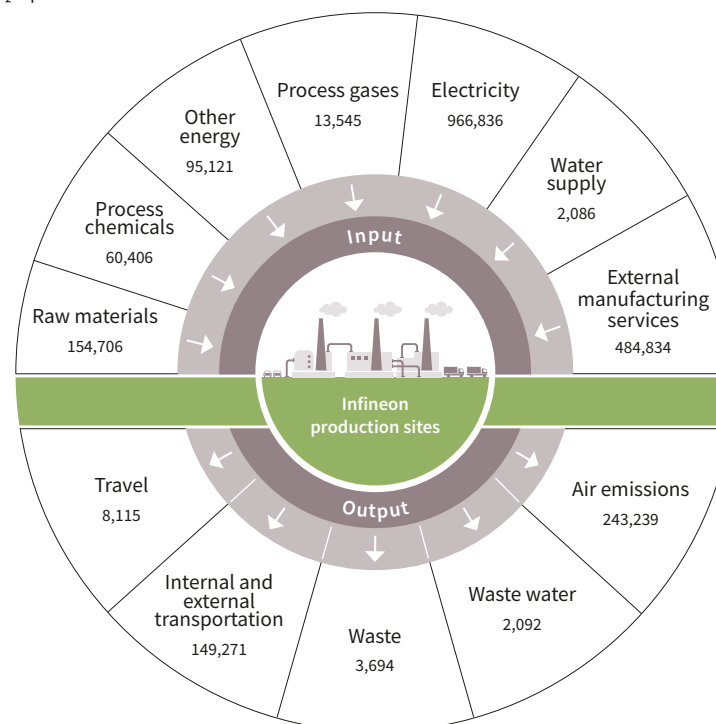 Process gases
13,545
Electricity
966,836
Other
energy
95,121
Water
supply
2,086
Process
chemicals
60,406
External
manufacturing
services
484,834
Raw materials
154,706
Input
Infineon
production sites
Output
Travel
8,115
Air emissions
243,239
Internal and
external
transportation
149,271
Waste
3,694
Waste water
2,092